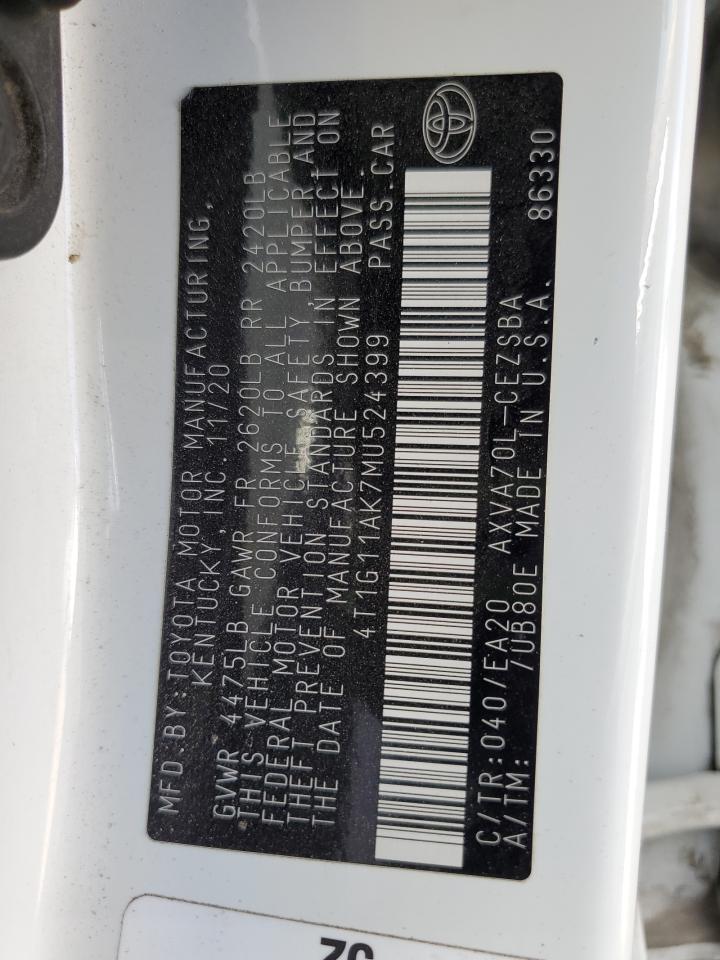 MFD.BY:TOYOTA MOTOR MANUFACTURING,
KENTUCKY, INC. 11/20
GVWR 4475LB GAWR FR 2620LB RR 2420LB
THIS VEHICLE CONFORMS TO ALL APPLICABLE
FEDERAL MOTOR VEHICLE SAFETY,BUMPER,AND
THEFT PREVENTION STANDARDS IN EFFECT ON
THE DATE OF MANUFACTURE SHOWN ABOVE.
4T1G11AK7MU524399 PASS.CAR
C/TR:040/EA20 AXVA70L-CEZSBA 86330
A/TM: /UB80E MADE IN U.S.A.